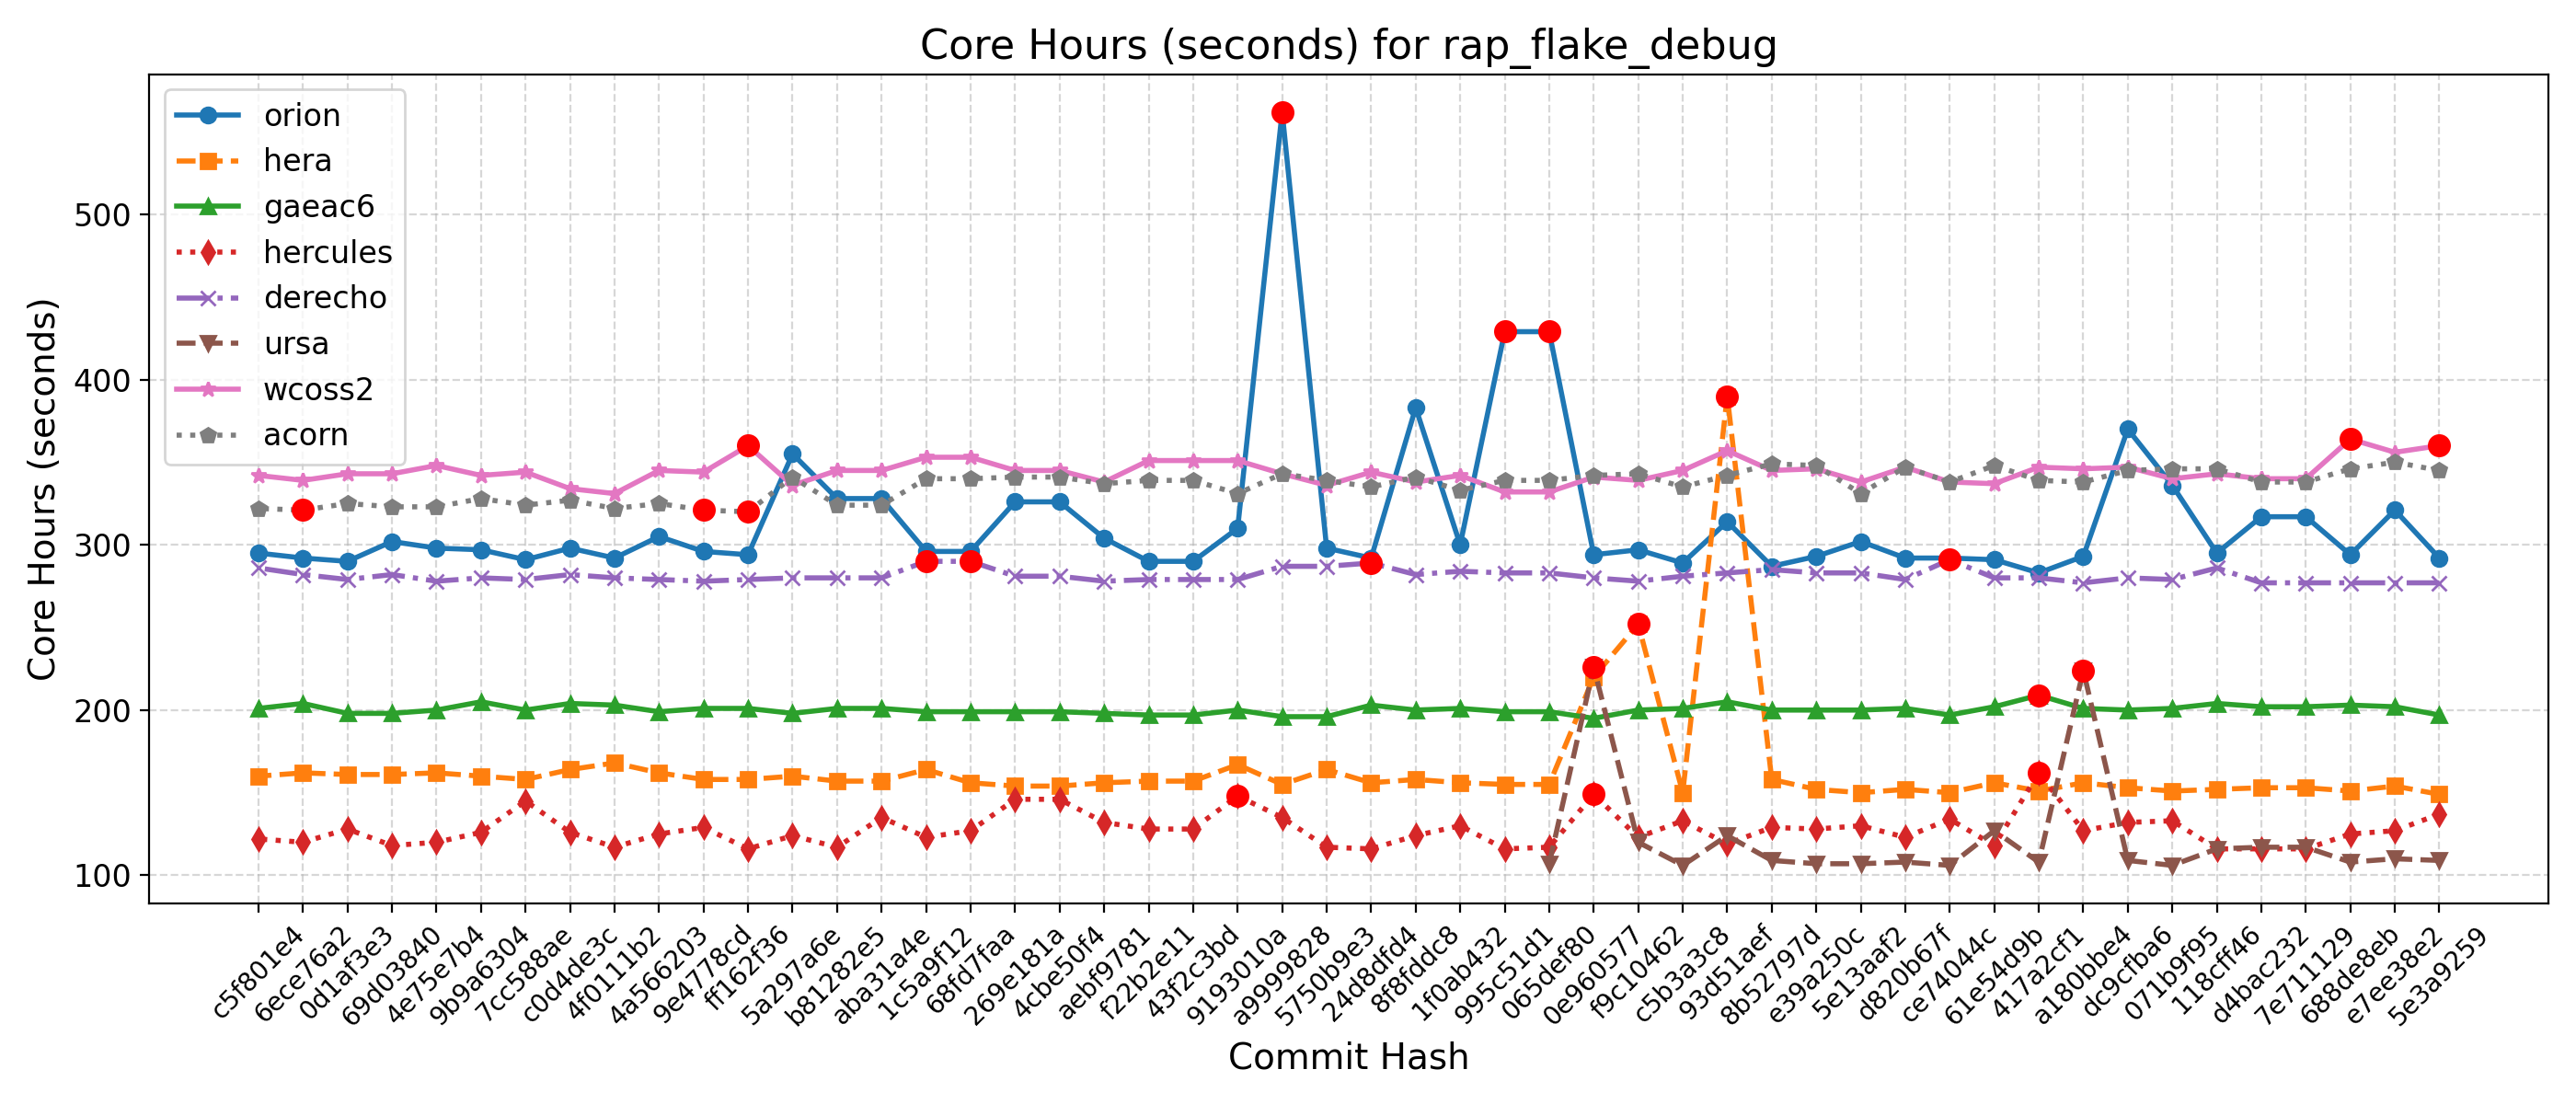 Core Hours (seconds) for rap_flake_debug
orion
hera
gaeac6
hercules
derecho
ursa
wcoss2
acorn
Core Hours (seconds)
500
400
300
200
100
c5f801e4
6ece76a2
0d1af3e3
69d03840
4e75e7b4
9b9a6304
7cc588ae
c0d4de3c
4f0111b2
4a566203
9e4778cd
ff162f36
5a297a6e
b81282e5
aba31a4e
1c5a9f12
68fd7faa
269e181a
4cbe50f4
aebf9781
f22b2e11
43f2c3bd
9193010a
a9999828
5750b9e3
24d8dfd4
8f8fddc8
1f0ab432
995c51d1
065def80
0e960577
f9c10462
c5b3a3c8
93d51aef
8b52797d
e39a250c
5e13aaf2
d820b67f
ce74044c
61e54d9b
417a2cf1
a180bbe4
dc9cfba6
071b9f95
118cff46
d4bac232
7e711129
688de8eb
e7ee38e2
5e3a9259
Commit Hash